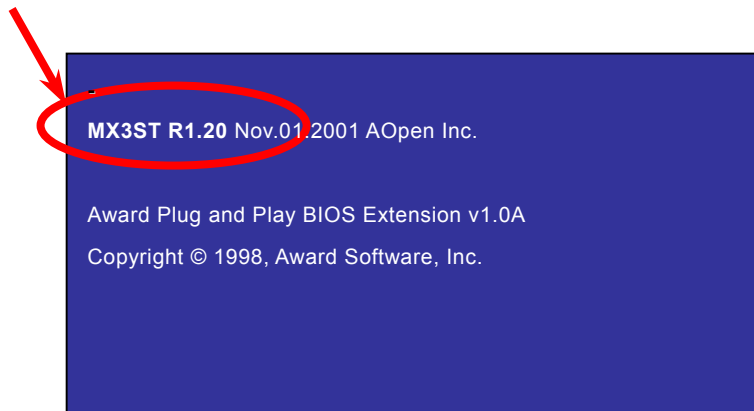 MX3ST R1.20 Nov.01.2001 AOpen Inc.
Award Plug and Play BIOS Extension v1.0A
Copyright © 1998, Award Software, Inc.